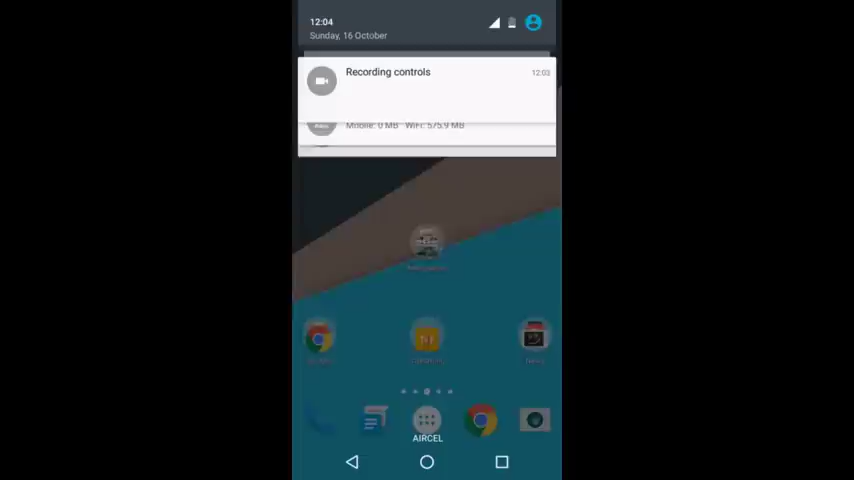 12:04
Sunday, 16 October
Recording controls
12:03
Mobile: 0 MB WiFi: 575.9 MB
AIRCEL